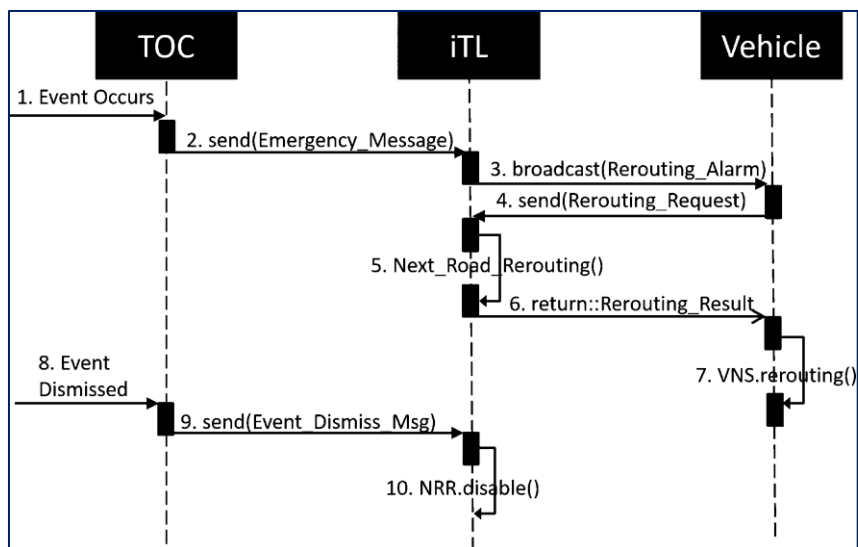 TOC
iTL
Vehicle
1. Event Occurs
2. send(Emergency_Message)
3. broadcast(Rerouting_Alarm)
4. send(Rerouting_Request)
5. Next_Road_Rerouting()
6. return::Rerouting_Result
7. VNS.rerouting()
8. Event
Dismissed
9. send(Event_Dismiss_Msg)
10. NRR.disable()